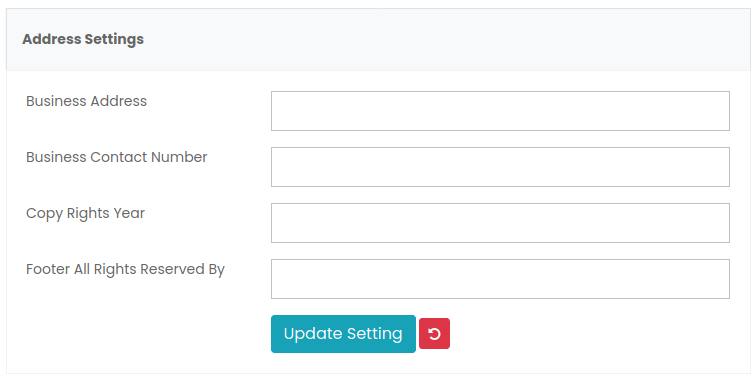 Address Settings
Business Address
Business Contact Number
Copy Rights Year
Footer All Rights Reserved By
Update Setting